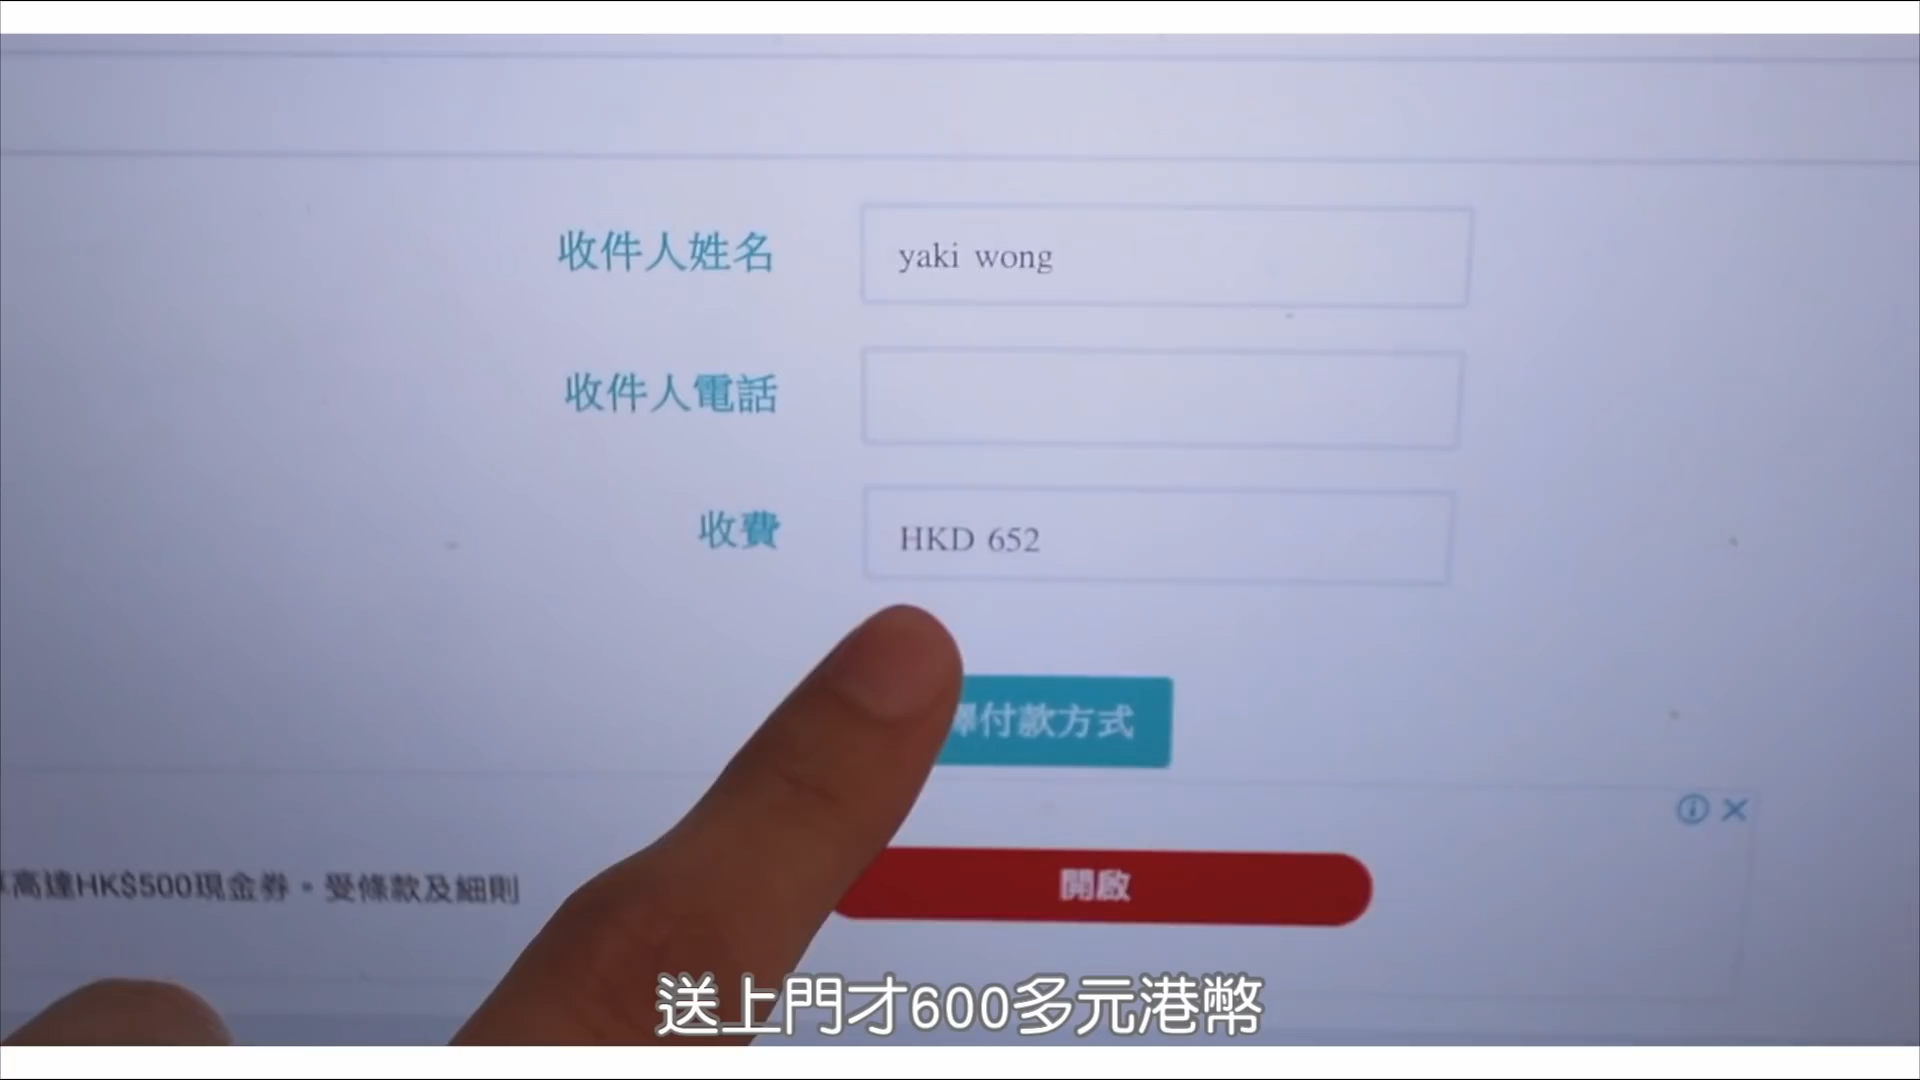 收件人姓名 yaki wong
收件人電話
收費 HKD 652
擇付款方式
高達HK$500現金券。受條款及細則
開啟
送上門才600多元港幣